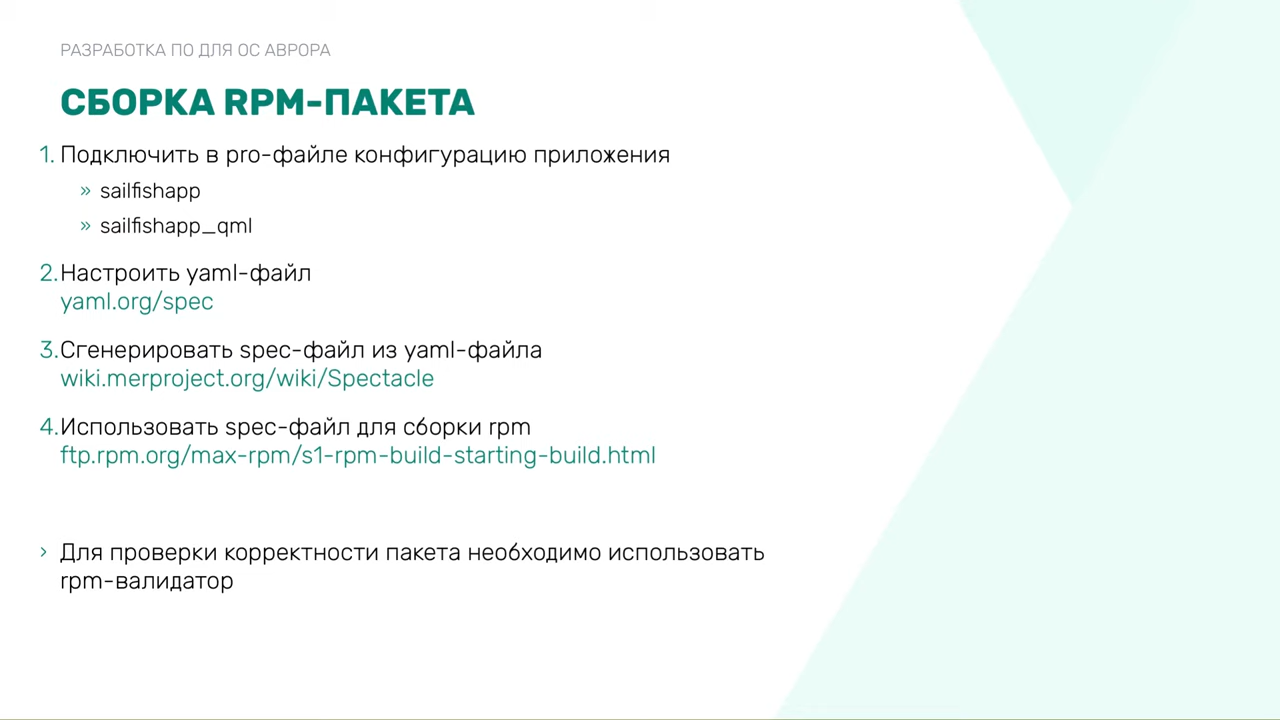 РАЗРАБОТКА ПО ДЛЯ ОС АВРОРА
СБОРКА RPM-ПАКЕТА
1. Подключить в pro-файле конфигурацию приложения
» sailfishapp
» sailfishapp_qml
2. Настроить yaml-файл
yaml.org/spec
3. Сгенерировать spec-файл из yaml-файла
wiki.merproject.org/wiki/Spectacle
4. Использовать spec-файл для сборки rpm
ftp.rpm.org/max-rpm/s1-rpm-build-starting-build.html
› Для проверки корректности пакета необходимо использовать
rpm-валидатор